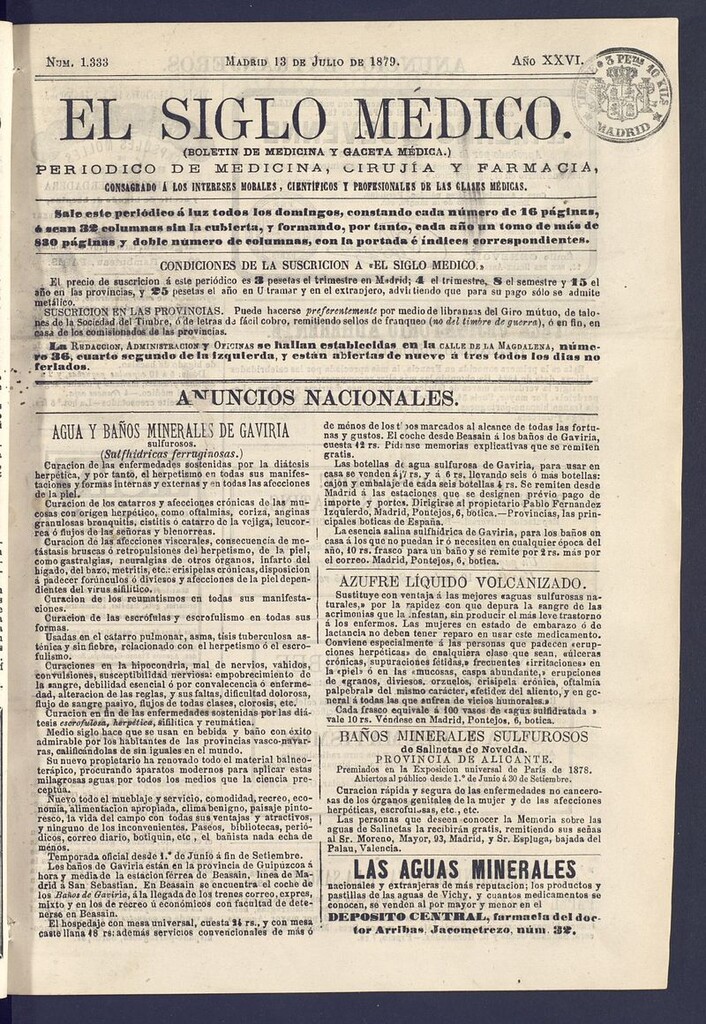 NUM. 1.333
MADRID 13 DE JULIO DE 1879.
AÑO XXVI.
3 PETAS 10 KILS
MADRID
EL SIGLO MEDICO.
(BOLETIN DE MEDICINA Y GACETA MÉDICA.)
PERIODICO DE MEDICINA, CIRUJÍA Y FARMACIA,
CONSAGRADO Á LOS INTERESES MORALES, CIENTÍFICOS Y PROFESIONALES DE LAS CLASES MÉDICAS.
Sale este periódico á luz todos los domingos, constando cada número de 16 páginas,
ó sean 32 columnas sin la cubierta, y formando, por tanto, cada año un tomo de más de
830 páginas y doble número de columnas, con la portada é índices correspondientes.
CONDICIONES DE LA SUSCRICION A «EL SIGLO MEDICO.»
El precio de suscricion á este periódico es 3 pesetas el trimestre en Madrid; 4 el trimestre, 8 el semestre y 15 el
año en las provincias, y 25 pesetas el año en U tramar y en el extranjero, advirtiendo que para su pago sólo se admite
metálico.
SUSCRICION EN LAS PROVINCIAS. Puede hacerse preferentemente por medio de libranzas del Giro mútuo, de talo-
nes de la Sociedad del Timbre, ó de letras de fácil cobro, remitiendo sellos de franqueo (no del timbre de guerra), ó en fin, en
casa de los comisionados de las provincias.
La REDACCION, ADMINISTRACION Y OFICINAS se hallan establecidas en la CALLE DE LA MAGDALENA, núme-
ro 36, cuarto segundo de la izquierda, y están abiertas de nueve á tres todos los dias no
feriados.
ANUNCIOS NACIONALES.
AGUA Y BAÑOS MINERALES DE GAVIRIA
sulfurosos.
(Sulfhídricas ferruginosas.)
Curacion de las enfermedades sostenidas por la diátesis
herpética, y por tanto, el herpetismo en todas sus manifes-
taciones y formas internas y externas y en todas las afecciones
de la piel.
Curacion de los catarros y afecciones crónicas de las mu-
cosas con orígen herpético, como oftalmias, coriza, anginas
granulosas bronquitis, cistitis ó catarro de la vejiga, leucor-
rea ó flujos de las señoras y blenorreas.
Curacion de las afecciones viscerales, consecuencia de me-
tástasis bruscas ó retropulsiones del herpetismo, de la piel,
como gastralgias, neuralgias de otros órganos, infarto del
hígado, del bazo, metritis, etc.: erisipelas crónicas, disposicion
á padecer forúnculos ó diviesos y afecciones de la piel depen-
dientes del virus sifilítico.
Curacion de los reumatismos en todas sus manifesta-
ciones.
Curacion de las escrófulas y escrofulismo en todas sus
formas.
Usadas en el catarro pulmonar, asma, tísis tuberculosa as-
ténica y sin fiebre, relacionado con el herpetismo ó el escro-
fulismo.
Curaciones en la hipocondria, mal de nervios, vahidos,
convulsiones, susceptibilidad nerviosa: empobrecimiento de
la sangre, debilidad esencial ó por convalecencia ó enferme-
dad, alteracion de las reglas, y sus faltas, dificultad dolorosa,
flujo de sangre pasivo, flujos de todas clases, clorosis, etc.
Curacion en fin de las enfermedades sostenidas por las diá-
tesis escrofulosa, herpética, sifilítica y reumática.
Medio siglo hace que se usan en bebida y baño con éxito
admirable por los habitantes de las provincias vasco-navar-
ras, calificándolas de sin iguales en el mundo.
Su nuevo propietario ha renovado todo el material balneo-
terápico, procurando aparatos modernos para aplicar estas
milagrosas aguas por todos los medios que la ciencia pre-
ceptúa.
Nuevo todo el mueblaje y servicio, comodidad, recreo, eco-
nomía, alimentacion apropiada, clima benigno, paisaje pinto-
resco, la vida del campo con todas sus ventajas y atractivos,
y ninguno de los inconvenientes. Paseos, bibliotecas, perió-
dicos, correo diario, botiquin, etc., el bañista nada echa de
ménos.
Temporada oficial desde 1.º de Junio á fin de Setiembre.
Los baños de Gaviria están en la provincia de Guipúzcoa á
hora y media de la estacion férrea de Beasain, línea de Ma-
drid á San Sebastian. En Beasain se encuentra el coche de
los Baños de Gaviria, á la llegada de los trenes correo, expres,
mixto y en los de recreo ó económicos con facultad de dete-
nerse en Beasain.
El hospedaje con mesa universal, cuesta 24 rs., y con mesa
castellana 18 rs: además servicios convencionales de más ó
de ménos de los tipos marcados al alcance de todas las fortu-
nas y gustos. El coche desde Beasain á los baños de Gaviria,
cuesta 12 rs. Pídanse memorias explicativas que se remiten
gratis.
Las botellas de agua sulfurosa de Gaviria, para usar en
casa se venden á 7 rs. y á 6 rs. llevando seis ó más botellas:
cajon y embalaje de cada seis botellas 4 rs. Se remiten desde
Madrid á las estaciones que se designen prévio pago de
importe y portes. Dirigirse al propietario Pablo Fernandez
Izquierdo, Madrid, Pontejos, 6, botica.—Provincias, las prin-
cipales boticas de España.
La esencia salina sulfhídrica de Gaviria, para los baños en
casa á los que no puedan ir ó necesiten en cualquier época del
año, 10 rs. frasco para un baño y se remite por 2 rs. más por
el correo. Madrid, Pontejos, 6, botica.
AZUFRE LÍQUIDO VOLCANIZADO.
Sustituye con ventaja á las mejores «aguas sulfurosas na-
turales,» por la rapidez con que depura la sangre de las
acrimonias que la infestan, sin producir el más leve trastorno
á los enfermos. Las mujeres en estado de embarazo ó de
lactancia no deben tener reparo en usar este medicamento.
Conviene especialmente á las personas que padecen «erup-
ciones herpéticas» de cualquiera clase que sean, «úlceras
crónicas, supuraciones fétidas,» frecuentes «irritaciones» en
la «piel» ó en las «mucosas, caspa abundante,» erupciones
de «granos, diviesos, orzuelos, erisipela crónica, oftalmia
palpebral» del mismo carácter, «fetidez del aliento, y en ge-
neral á todas las que sufren de vicios humorales.»
Cada frasco equivale á 100 vasos de «agua sulfidratada »
vale 10 rs. Véndese en Madrid, Pontejos, 6, botica.
BAÑOS MINERALES SULFUROSOS
de Salinetas de Novelda.
PROVINCIA DE ALICANTE.
Premiados en la Exposicion universal de Paris de 1878.
Abiertos al público desde 1.º de Junio á 30 de Setiembre.
Curacion rápida y segura de las enfermedades no cancero-
sas de los órganos genitales de la mujer y de las afecciones
herpéticas, escrofulosas, etc., etc.
Las personas que deseen conocer la Memoria sobre las
aguas de Salinetas la recibirán gratis, remitiendo sus señas
al Sr. Moreno, Mayor, 93, Madrid, y Sr. Espluga, bajada del
Palau, Valencia.
LAS AGUAS MINERALES
nacionales y extranjeras de más reputacion; los productos y
pastillas de las aguas de Vichy, y cuantos medicamentos se
conocen, se venden al por mayor y menor en el
DEPOSITO CENTRAL, farmacia del doc-
tor Arribas, Jacometrezo, núm. 32.